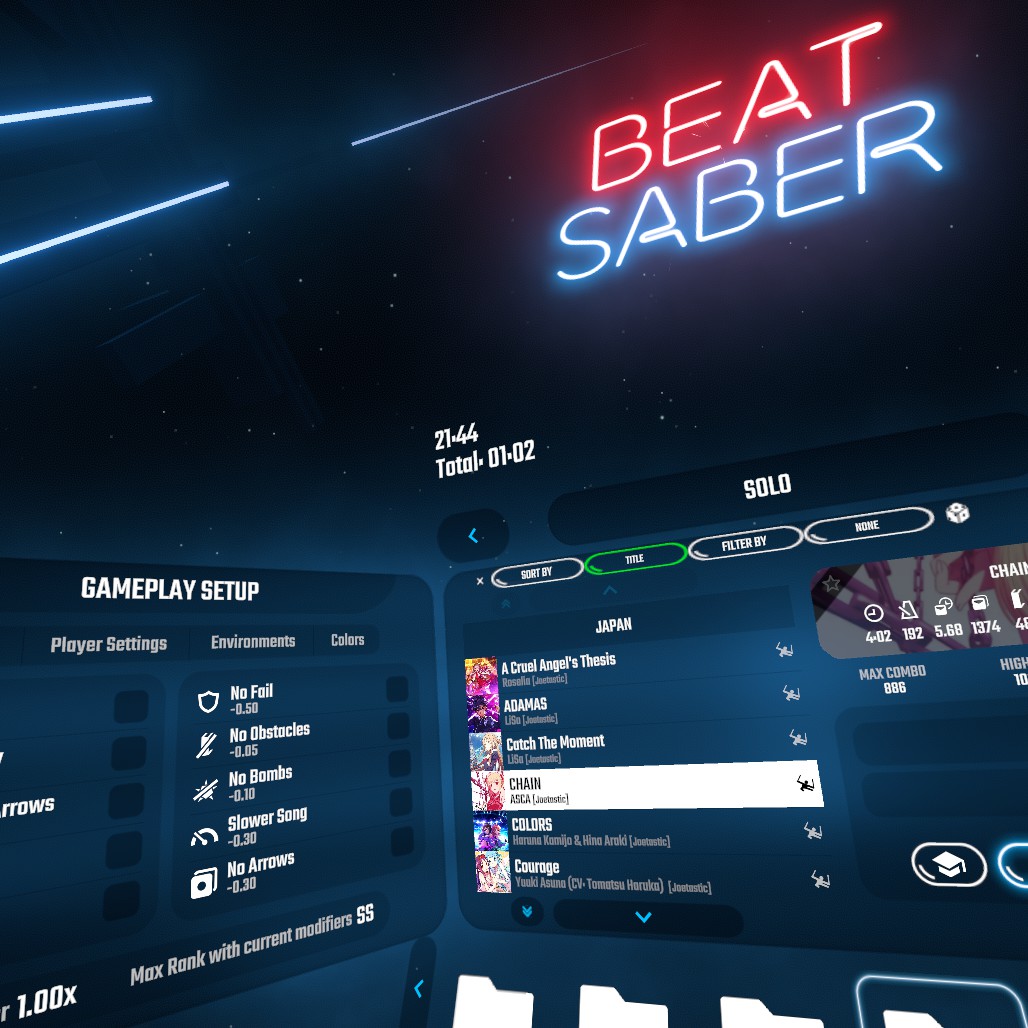 BEAT
SABER
21:44
Total: 01:02
SOLO
SORT BY
TITLE
FILTER BY
NONE
GAMEPLAY SETUP
Player Settings
Environments
Colors
No Fail
-0.50
No Obstacles
-0.05
No Bombs
-0.10
Slower Song
-0.30
No Arrows
-0.30
Max Rank with current modifiers SS
1.00x
JAPAN
A Cruel Angel's Thesis
Rosalia [Joetastic]
ADAMAS
LiSa [Joetastic]
Catch The Moment
LiSa [Joetastic]
CHAIN
ASCA [Joetastic]
COLORS
Haruna Kamijo & Hina Araki [Joetastic]
Courage
Yuuki Asuna (CV: Tomatsu Haruka) [Joetastic]
CHAIN
4:02 192 5.68 1374
MAX COMBO
886